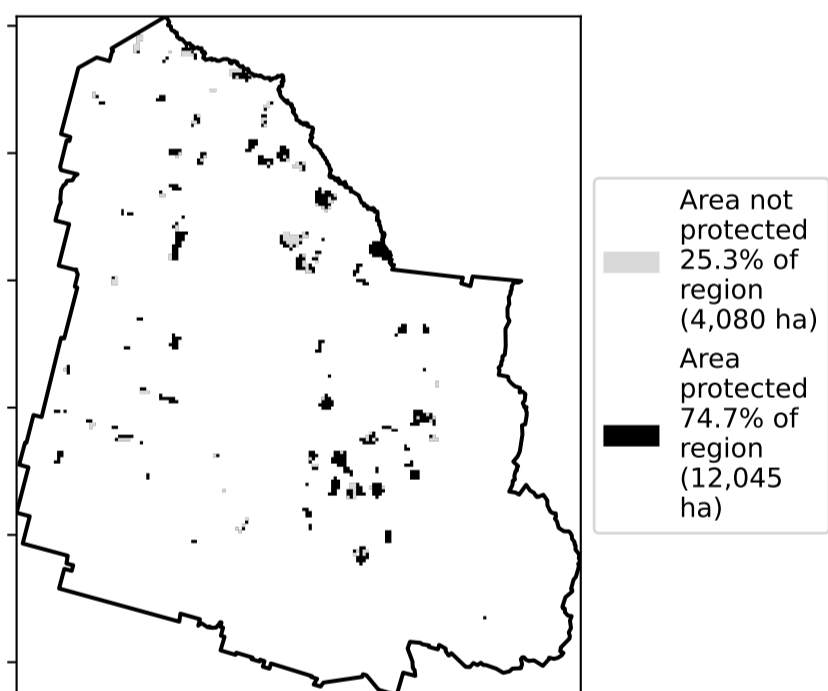 Area not
protected
25.3% of
region
(4,080 ha)
Area
protected
74.7% of
region
(12,045
ha)